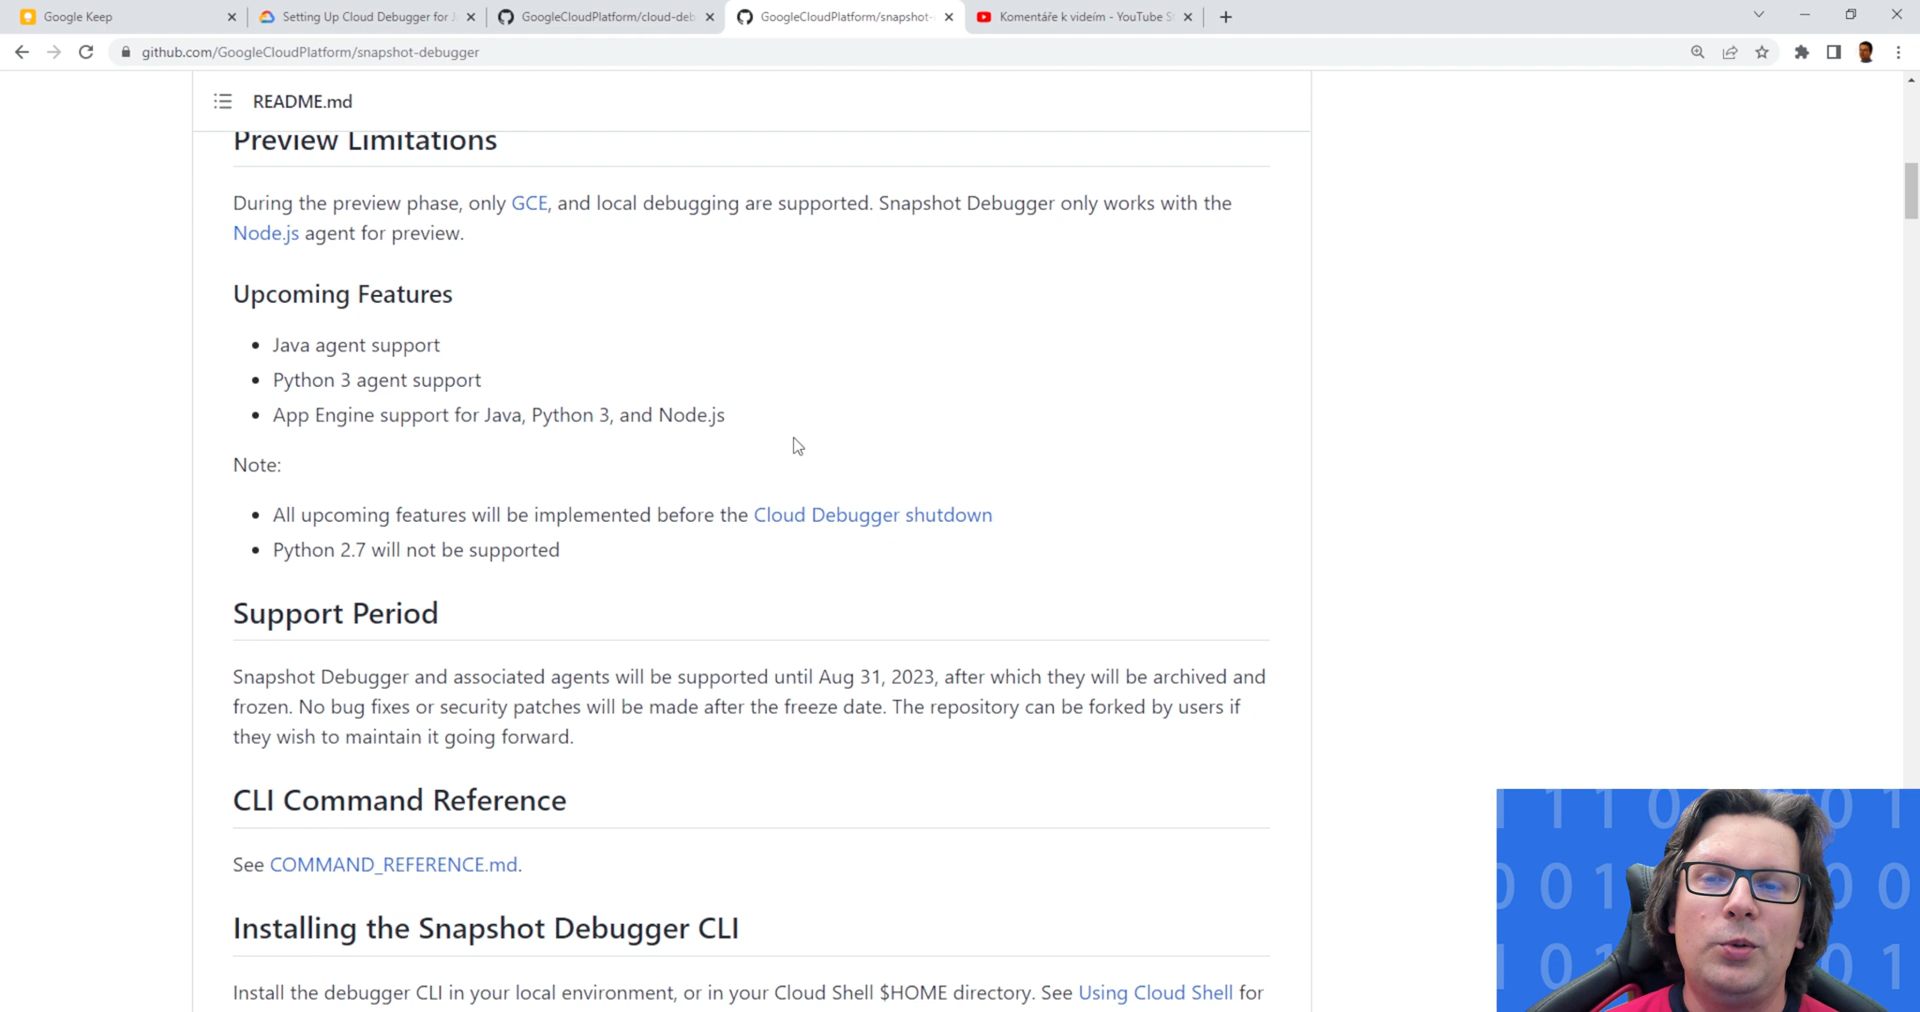 Google Keep
Setting Up Cloud Debugger for
GoogleCloudPlatform/cloud-deb
GoogleCloudPlatform/snapshot-
Komentáře k videím - YouTube
github.com/GoogleCloudPlatform/snapshot-debugger
README.md
Preview Limitations
During the preview phase, only GCE, and local debugging are supported. Snapshot Debugger only works with the
Node.js agent for preview.
Upcoming Features
• Java agent support
• Python 3 agent support
• App Engine support for Java, Python 3, and Node.js
Note:
• All upcoming features will be implemented before the Cloud Debugger shutdown
• Python 2.7 will not be supported
Support Period
Snapshot Debugger and associated agents will be supported until Aug 31, 2023, after which they will be archived and
frozen. No bug fixes or security patches will be made after the freeze date. The repository can be forked by users if
they wish to maintain it going forward.
CLI Command Reference
See COMMAND_REFERENCE.md.
Installing the Snapshot Debugger CLI
Install the debugger CLI in your local environment, or in your Cloud Shell $HOME directory. See Using Cloud Shell for